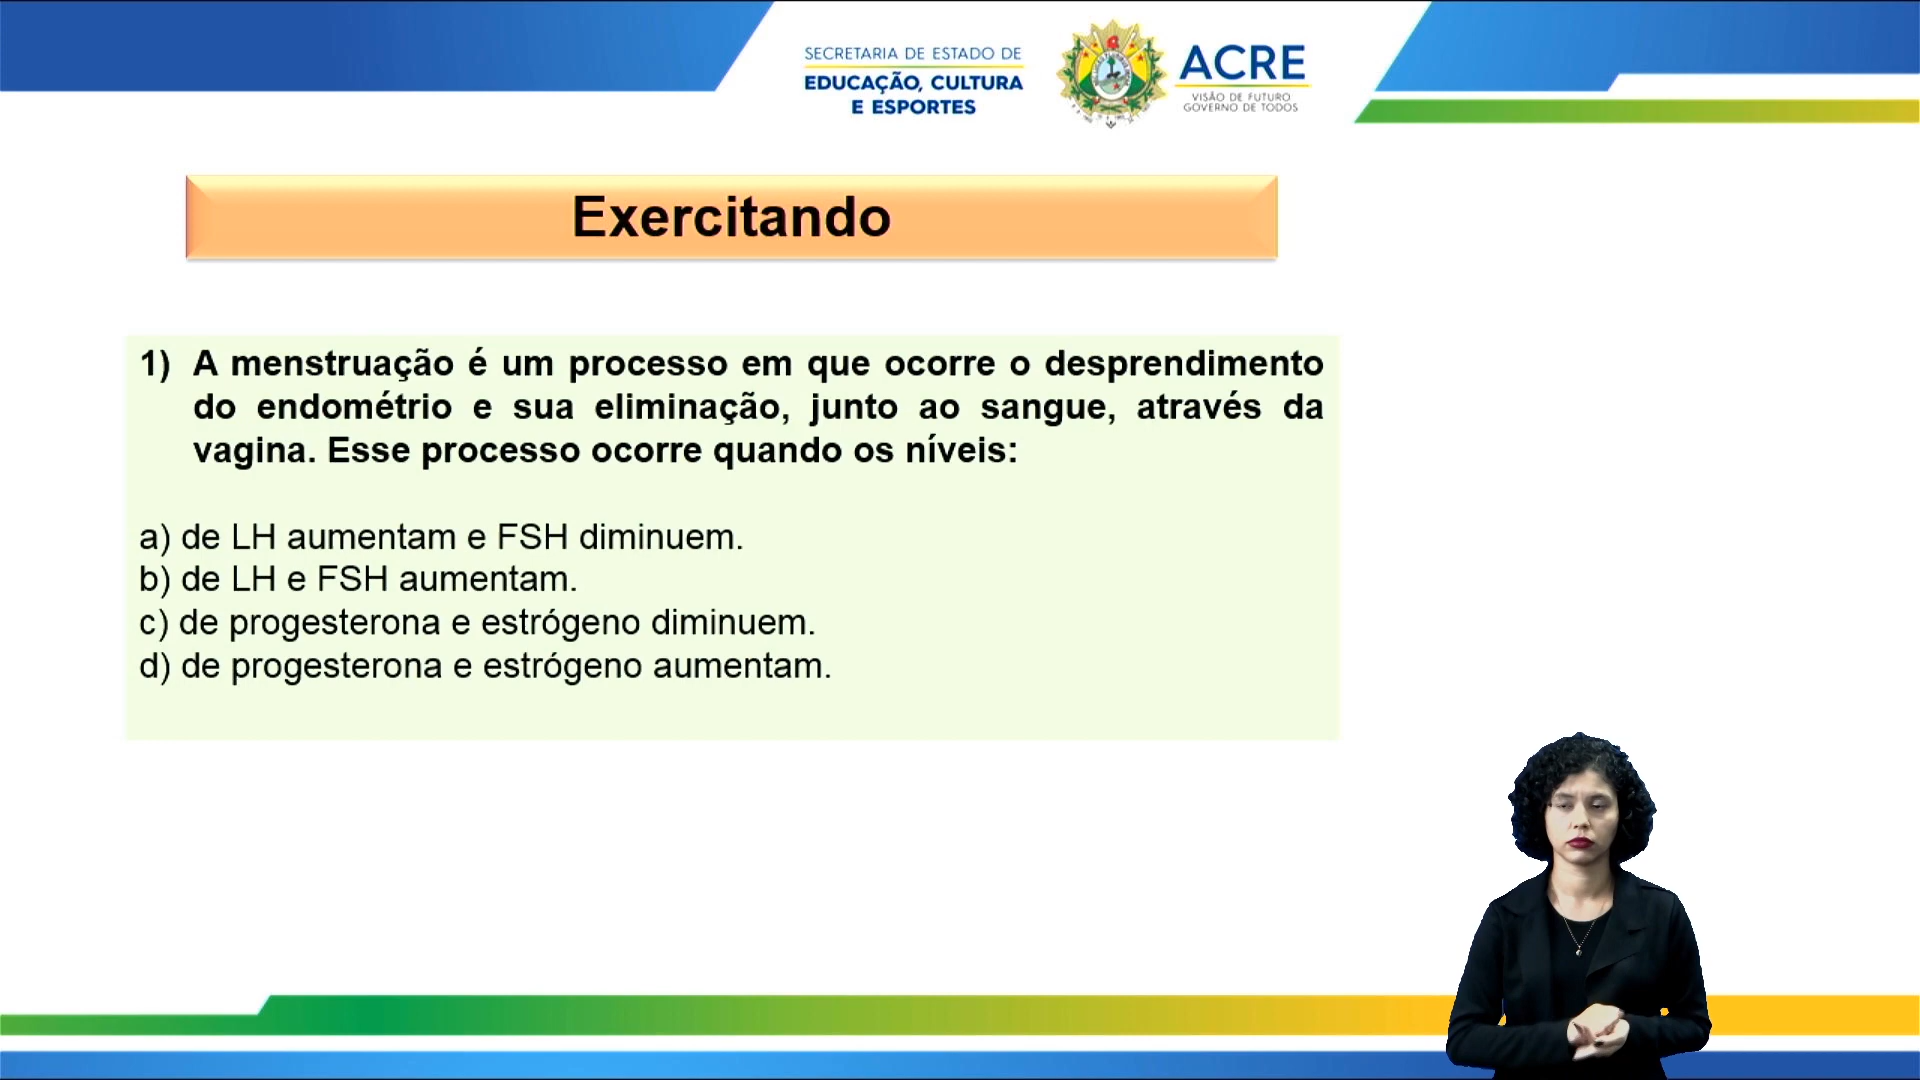 SECRETARIA DE ESTADO DE
EDUCAÇÃO, CULTURA
E ESPORTES
ACRE
VISÃO DE FUTURO
GOVERNO DE TODOS
Exercitando
1) A menstruação é um processo em que ocorre o desprendimento
do endométrio e sua eliminação, junto ao sangue, através da
vagina. Esse processo ocorre quando os níveis:
a) de LH aumentam e FSH diminuem.
b) de LH e FSH aumentam.
c) de progesterona e estrógeno diminuem.
d) de progesterona e estrógeno aumentam.